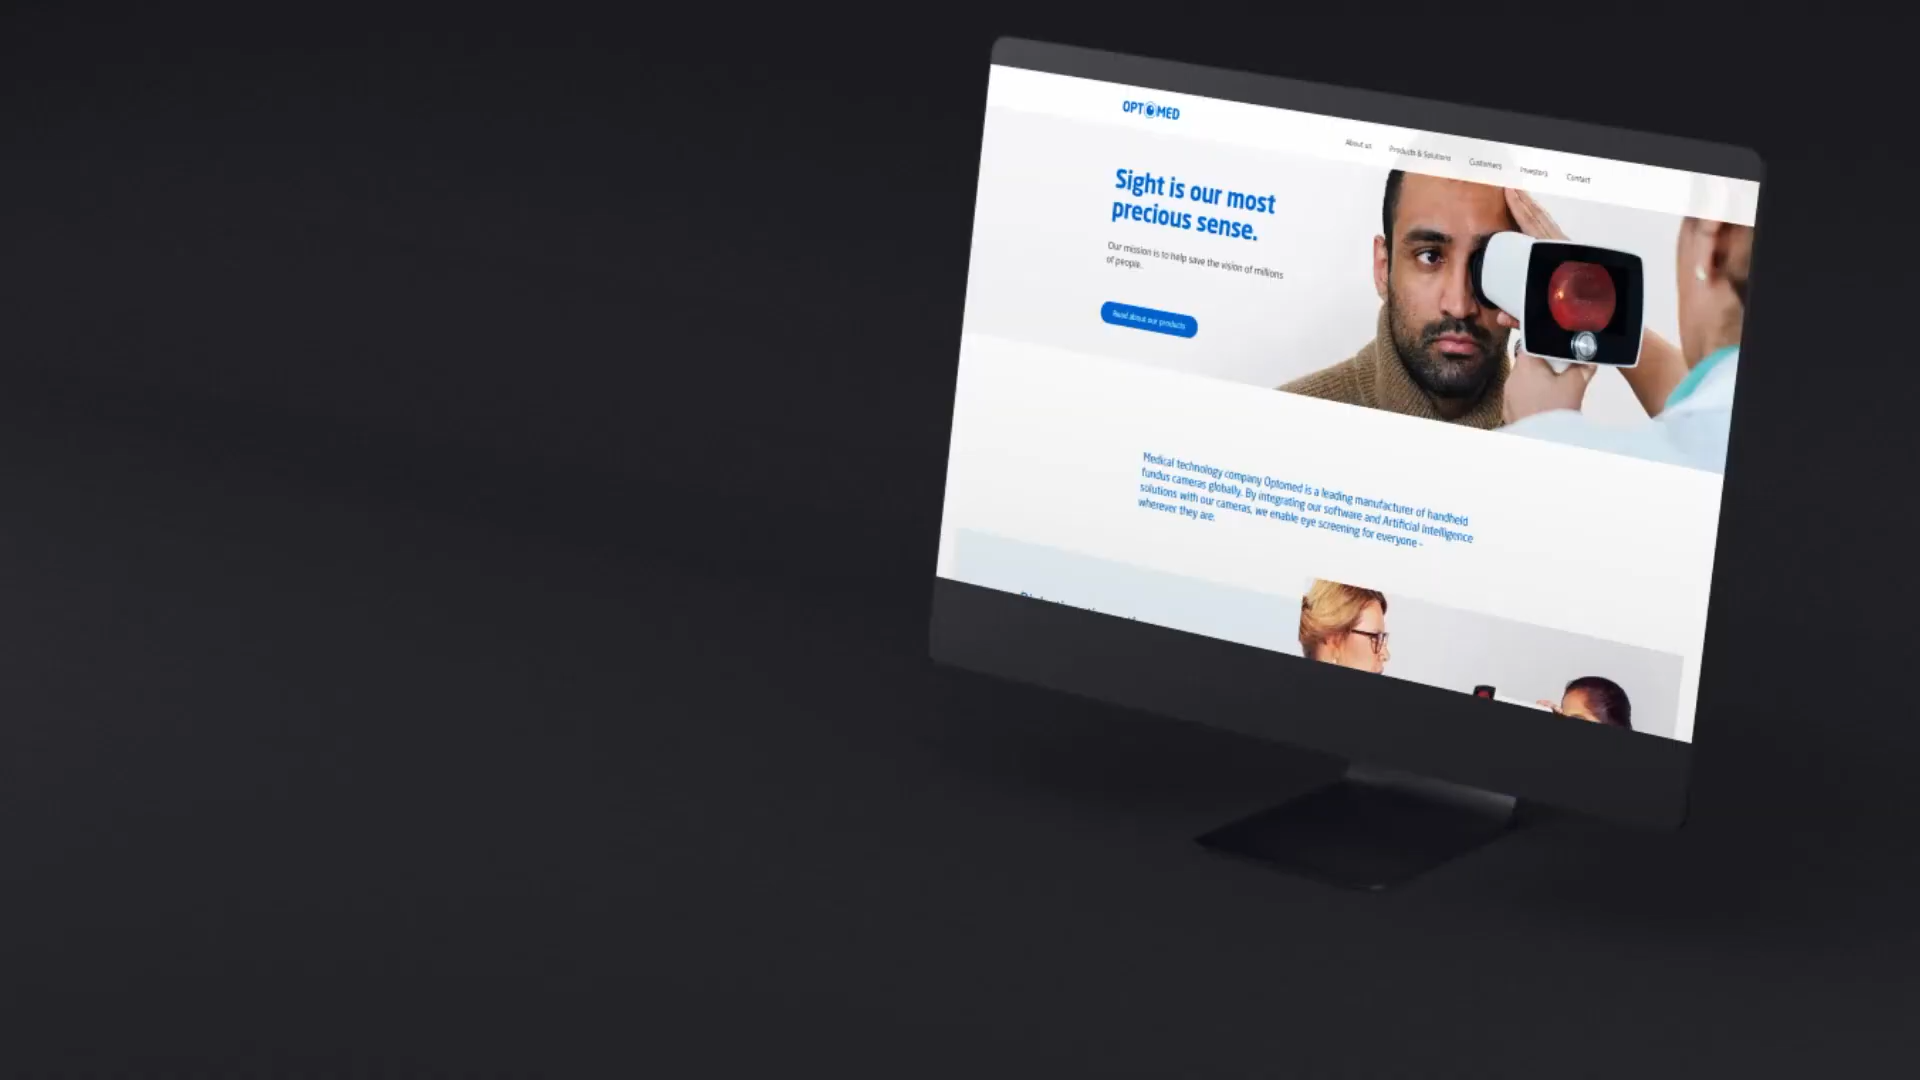 OPTOMED
About us Products & Solutions Customers Investors Contact
Sight is our most
precious sense.
Our mission is to help save the vision of millions
of people.
Read about our products
Medical technology company Optomed is a leading manufacturer of handheld
fundus cameras globally. By integrating our software and Artificial Intelligence
solutions with our cameras, we enable eye screening for everyone -
wherever they are.